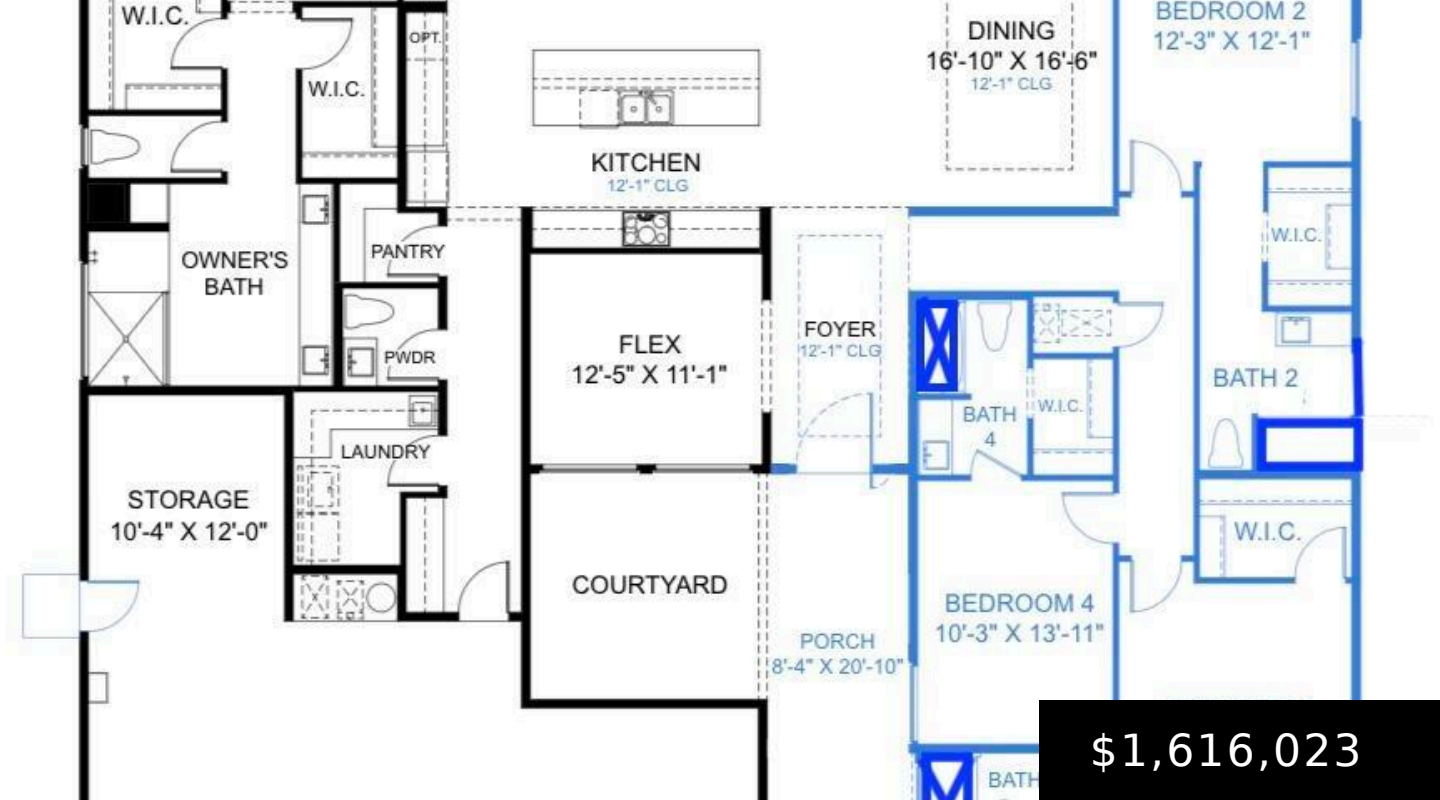 W.I.C.
OPT.
DINING
16'-10" X 16'-6"
12'-1" CLG
BEDROOM 2
12'-3" X 12'-1"
W.I.C.
KITCHEN
12'-1" CLG
W.I.C.
OWNER'S
BATH
PANTRY
FLEX
12'-5" X 11'-1"
FOYER
12'-1" CLG
PWDR
BATH 2
BATH
4
W.I.C.
LAUNDRY
STORAGE
10'-4" X 12'-0"
W.I.C.
COURTYARD
BEDROOM 4
10'-3" X 13'-11"
PORCH
8'-4" X 20'-10"
BATH
$1,616,023